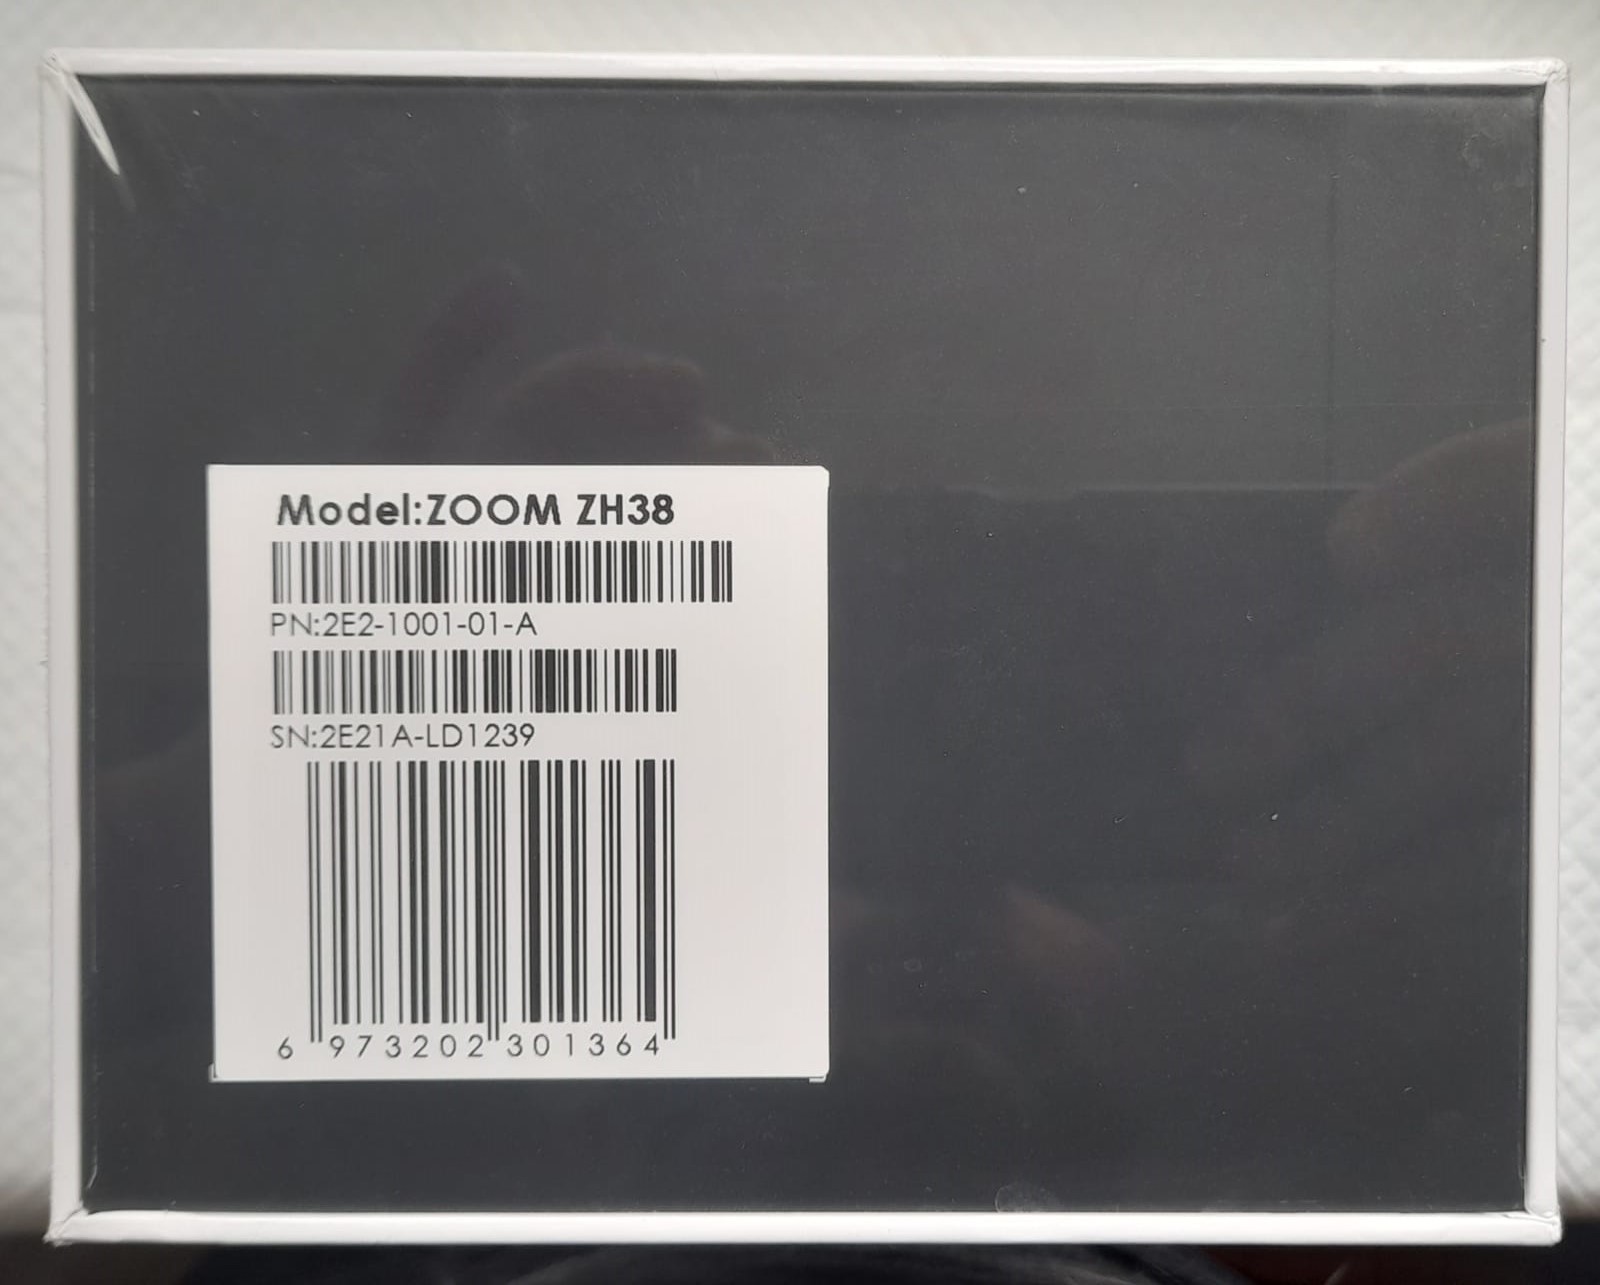 Model:ZOOM ZH38
PN:2E2-1001-01-A
SN:2E21A-LD1239
6 973202 301364